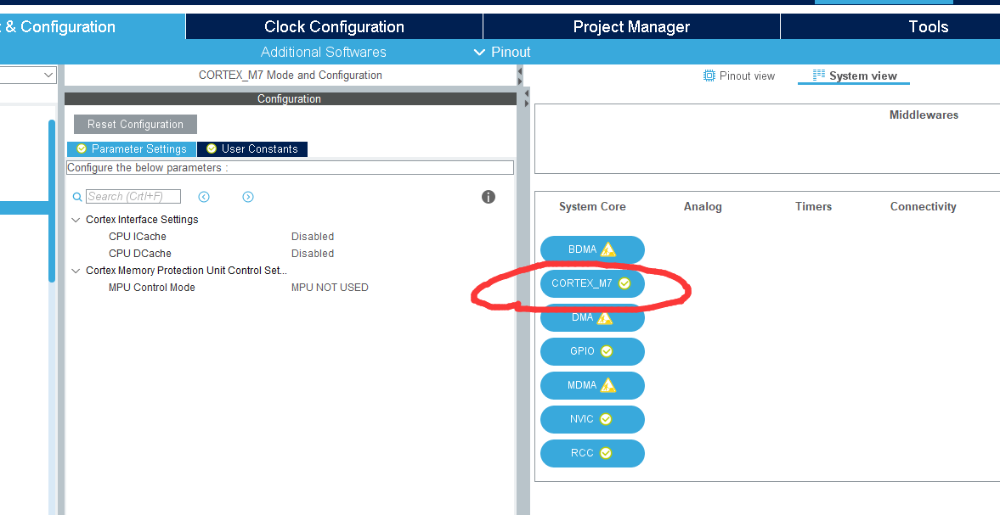 & Configuration
Clock Configuration
Project Manager
Tools
Additional Softwares
Pinout
CORTEX_M7 Mode and Configuration
Pinout view
System view
Configuration
Reset Configuration
Parameter Settings
User Constants
Configure the below parameters :
Search (Crtl+F)
Cortex Interface Settings
CPU ICache Disabled
CPU DCache Disabled
Cortex Memory Protection Unit Control Set...
MPU Control Mode MPU NOT USED
Middlewares
System Core
Analog
Timers
Connectivity
BDMA
CORTEX_M7
DMA
GPIO
MDMA
NVIC
RCC